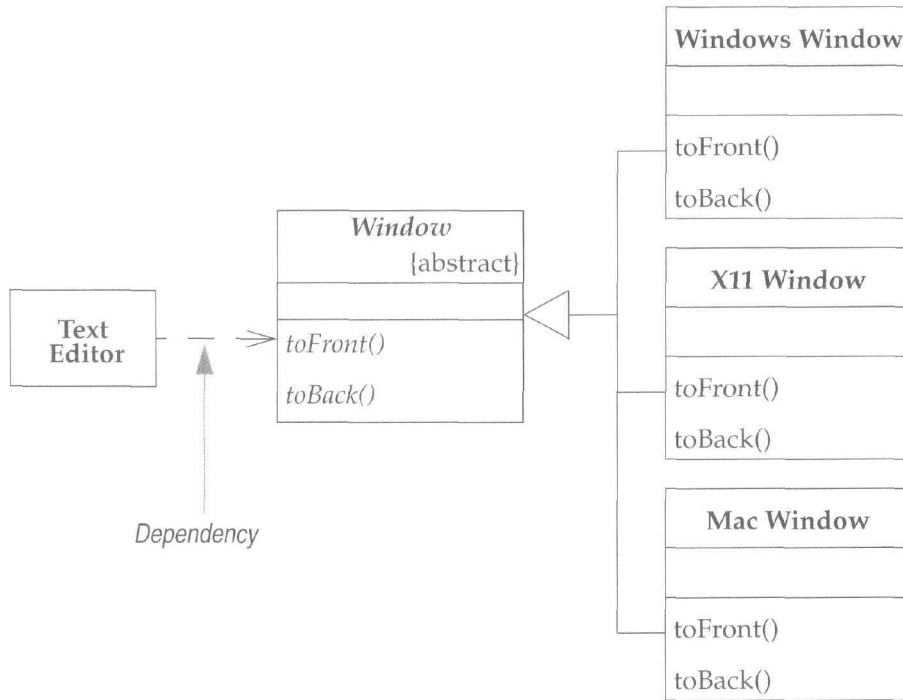 Windows Window
toFront()
toBack()
Window
{abstract}
toFront()
toBack()
Text
Editor
X11 Window
toFront()
toBack()
Dependency
Mac Window
toFront()
toBack()